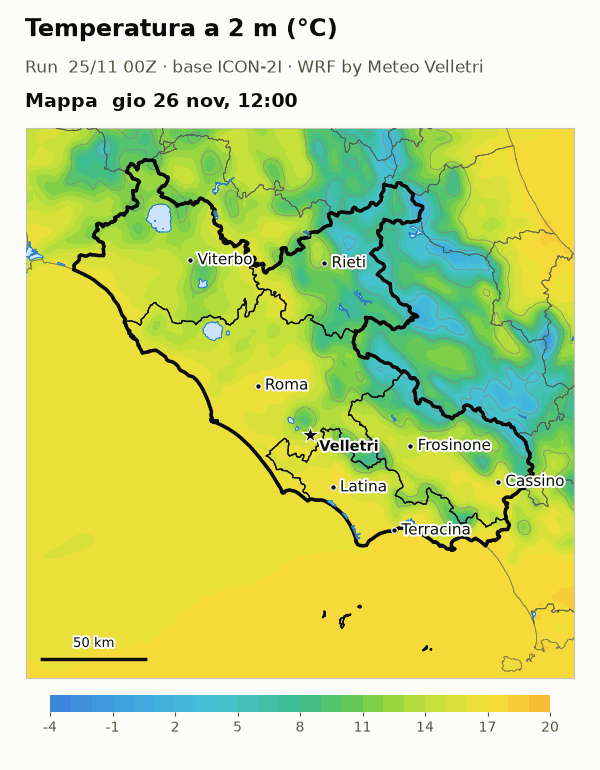 Temperatura a 2 m (°C)
Run  25/11 00Z · base ICON-2I · WRF by Meteo Velletri
Mappa  gio 26 nov, 12:00
Viterbo
Rieti
Roma
Velletri
Frosinone
Latina
Cassino
Terracina
50 km
-4 -1 2 5 8 11 14 17 20